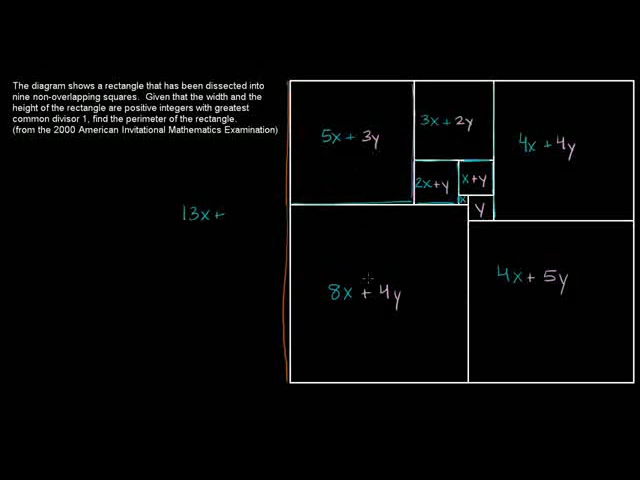 The diagram shows a rectangle that has been dissected into
nine non-overlapping squares.  Given that the width and the
height of the rectangle are positive integers with greatest
common divisor 1, find the perimeter of the rectangle.
(from the 2000 American Invitational Mathematics Examination)
5x + 3y
3x + 2y
4x + 4y
2x + y
x + y
x
y
13x +
8x + 4y
4x + 5y